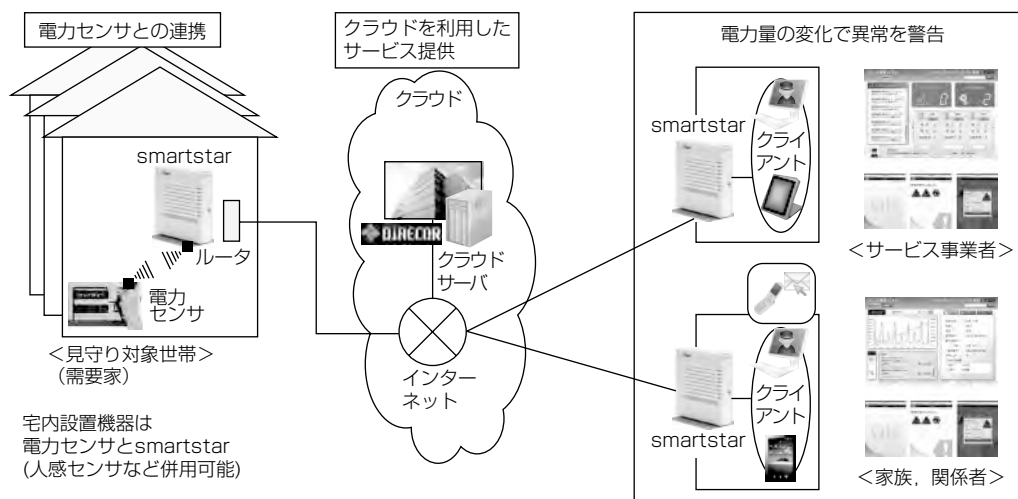 電力センサとの連携
smartstar
ルータ
電力
センサ
<見守り対象世帯>
(需要家)
宅内設置機器は
電力センサとsmartstar
(人感センサなど併用可能)
クラウドを利用した
サービス提供
クラウド
DIRECOR
クラウド
サーバ
インター
ネット
電力量の変化で異常を警告
smartstar
クライ
アント
<サービス事業者>
クライ
アント
smartstar
<家族，関係者>